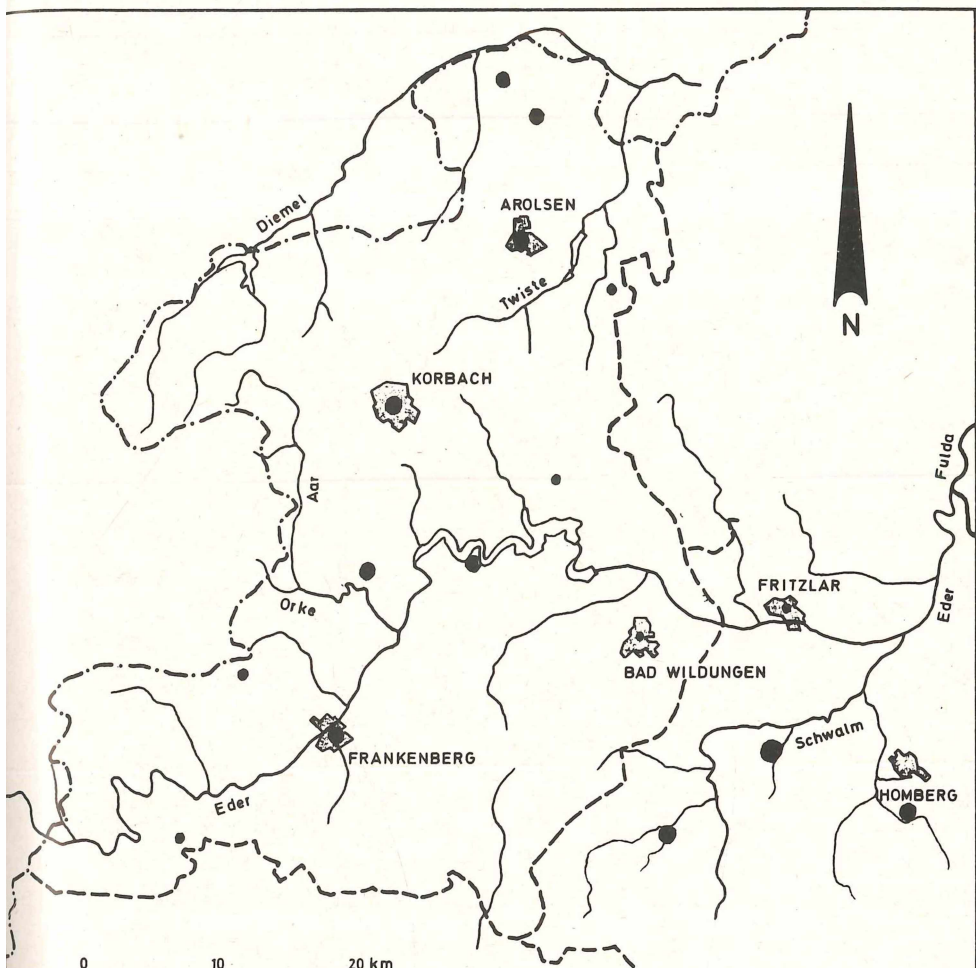 AROLSEN
Diemel
Twiste
N
KORBACH
Fulda
Aar
FRITZLAR
Eder
Orke
BAD WILDUNGEN
Schwalm
FRANKENBERG
HOMBERG
Eder
0 10 20 km